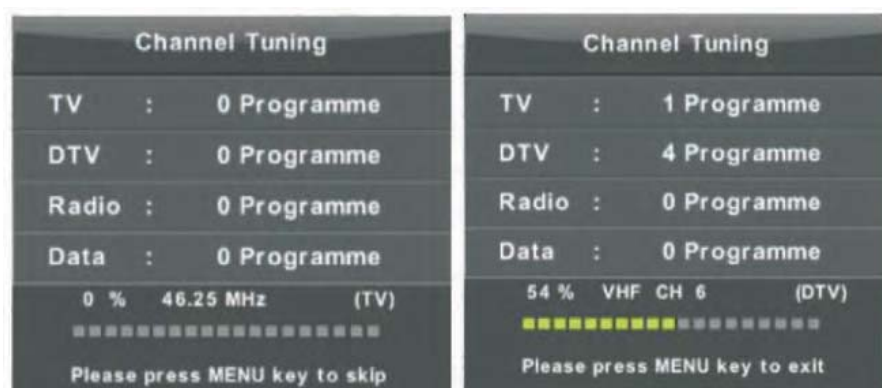 Channel Tuning
TV : 0 Programme
DTV : 0 Programme
Radio : 0 Programme
Data : 0 Programme
0 % 46.25 MHz (TV)
Please press MENU key to skip
Channel Tuning
TV : 1 Programme
DTV : 4 Programme
Radio : 0 Programme
Data : 0 Programme
54 % VHF CH 6 (DTV)
Please press MENU key to exit